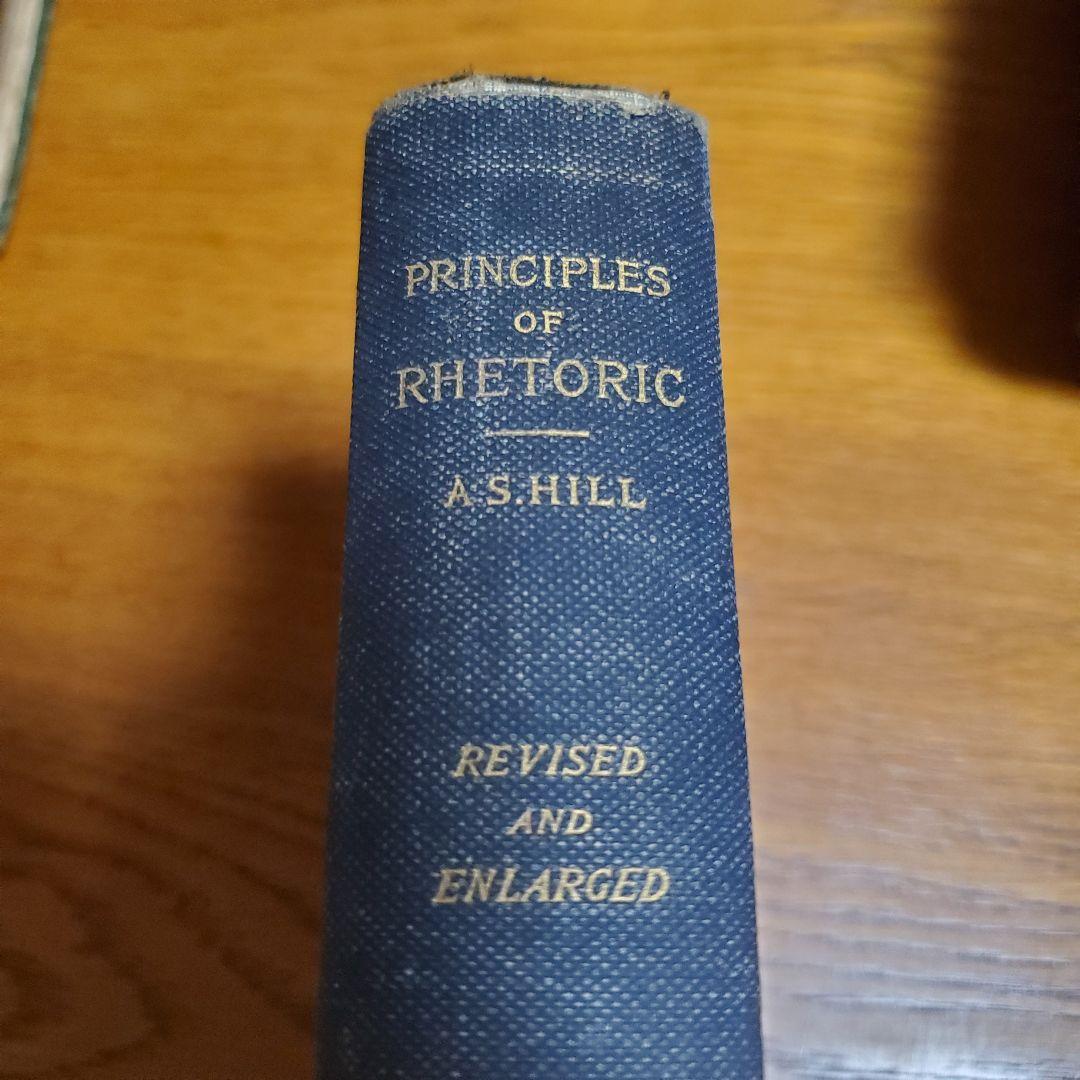 PRINCIPLES
OF
RHETORIC
A.S.HILL
REVISED
AND
ENLARGED